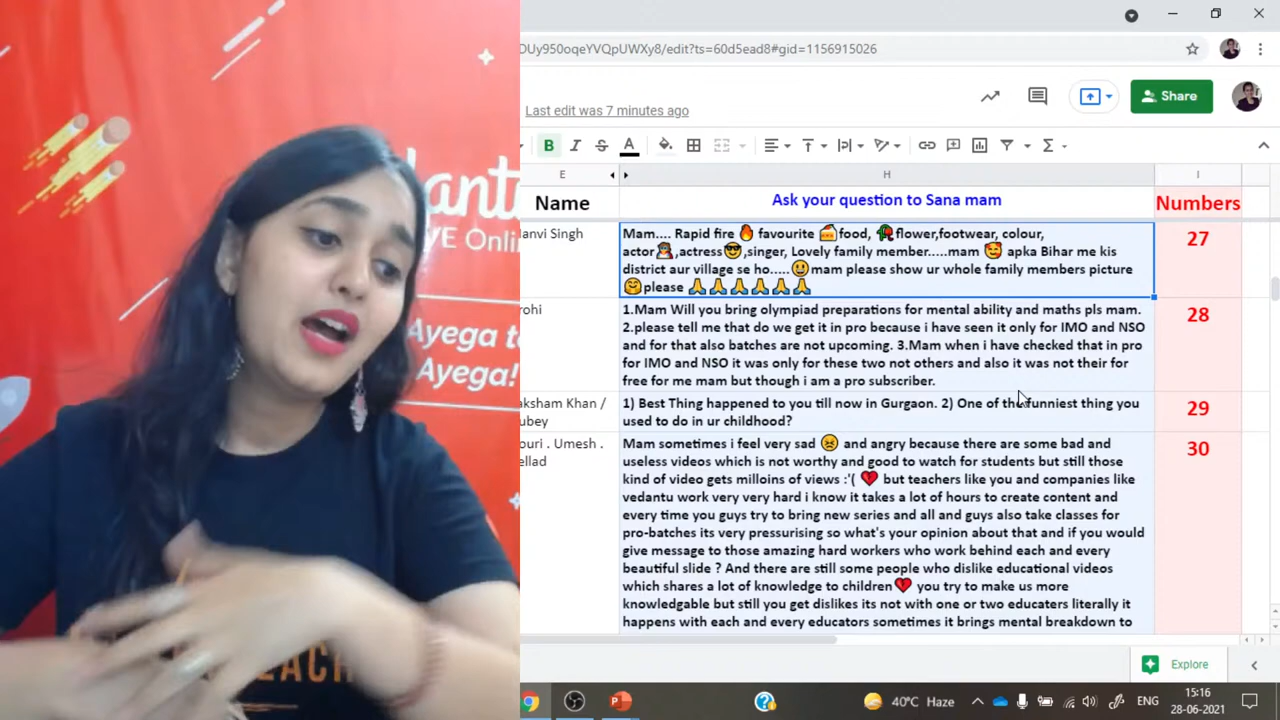 DUy950oqeYVQpUWXy8/edit?ts=60d5ead8#gid=1156915026
Last edit was 7 minutes ago
Share
B I S A
E
H
I
Name
Ask your question to Sana mam
Numbers
anvi Singh
Mam.... Rapid fire 🔥 favourite 🍰food, 🌹flower,footwear, colour,
actor,actress😎,singer, Lovely family member.....mam 🥰 apka Bihar me kis
district aur village se ho.....😃mam please show ur whole family members picture
🤗please 🙏🙏🙏🙏🙏🙏
27
rohi
1.Mam Will you bring olympiad preparations for mental ability and maths pls mam.
2.please tell me that do we get it in pro because i have seen it only for IMO and NSO
and for that also batches are not upcoming. 3.Mam when i have checked that in pro
for IMO and NSO it was only for these two not others and also it was not their for
free for me mam but though i am a pro subscriber.
28
aksham Khan /
ubey
1) Best Thing happened to you till now in Gurgaon. 2) One of the funniest thing you
used to do in ur childhood?
29
ouri . Umesh .
ellad
Mam sometimes i feel very sad 😣 and angry because there are some bad and
useless videos which is not worthy and good to watch for students but still those
kind of video gets milloins of views :'( 💔 but teachers like you and companies like
vedantu work very very hard i know it takes a lot of hours to create content and
every time you guys try to bring new series and all and guys also take classes for
pro-batches its very pressurising so what's your opinion about that and if you would
give message to those amazing hard workers who work behind each and every
beautiful slide ? And there are still some people who dislike educational videos
which shares a lot of knowledge to children💔 you try to make us more
knowledgable but still you get dislikes its not with one or two educaters literally it
happens with each and every educators sometimes it brings mental breakdown to
30
Explore
40°C Haze
ENG
15:16
28-06-2021
dant
VE Onli
Ayega t
Ayega!
EACH